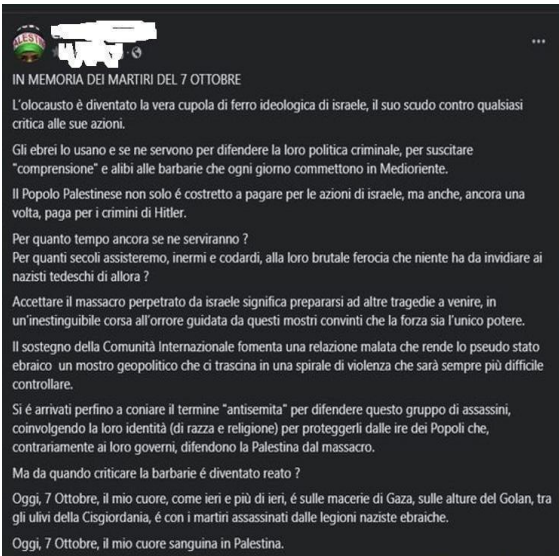 ALESTI
IN MEMORIA DEI MARTIRI DEL 7 OTTOBRE
L'olocausto è diventato la vera cupola di ferro ideologica di israele, il suo scudo contro qualsiasi
critica alle sue azioni.
Gli ebrei lo usano e se ne servono per difendere la loro politica criminale, per suscitare
"comprensione" e alibi alle barbarie che ogni giorno commettono in Medioriente.
Il Popolo Palestinese non solo é costretto a pagare per le azioni di israele, ma anche, ancora una
volta, paga per i crimini di Hitler.
Per quanto tempo ancora se ne serviranno ?
Per quanti secoli assisteremo, inermi e codardi, alla loro brutale ferocia che niente ha da invidiare ai
nazisti tedeschi di allora ?
Accettare il massacro perpetrato da israele significa prepararsi ad altre tragedie a venire, in
un'inestinguibile corsa all'orrore guidata da questi mostri convinti che la forza sia l'unico potere.
Il sostegno della Comunità Internazionale fomenta una relazione malata che rende lo pseudo stato
ebraico un mostro geopolitico che ci trascina in una spirale di violenza che sarà sempre più difficile
controllare.
Si é arrivati perfino a coniare il termine "antisemita" per difendere questo gruppo di assassini,
coinvolgendo la loro identità (di razza e religione) per proteggerli dalle ire dei Popoli che,
contrariamente ai loro governi, difendono la Palestina dal massacro.
Ma da quando criticare la barbarie é diventato reato ?
Oggi, 7 Ottobre, il mio cuore, come ieri e più di ieri, é sulle macerie di Gaza, sulle alture del Golan, tra
gli ulivi della Cisgiordania, é con i martiri assassinati dalle legioni naziste ebraiche.
Oggi, 7 Ottobre, il mio cuore sanguina in Palestina.